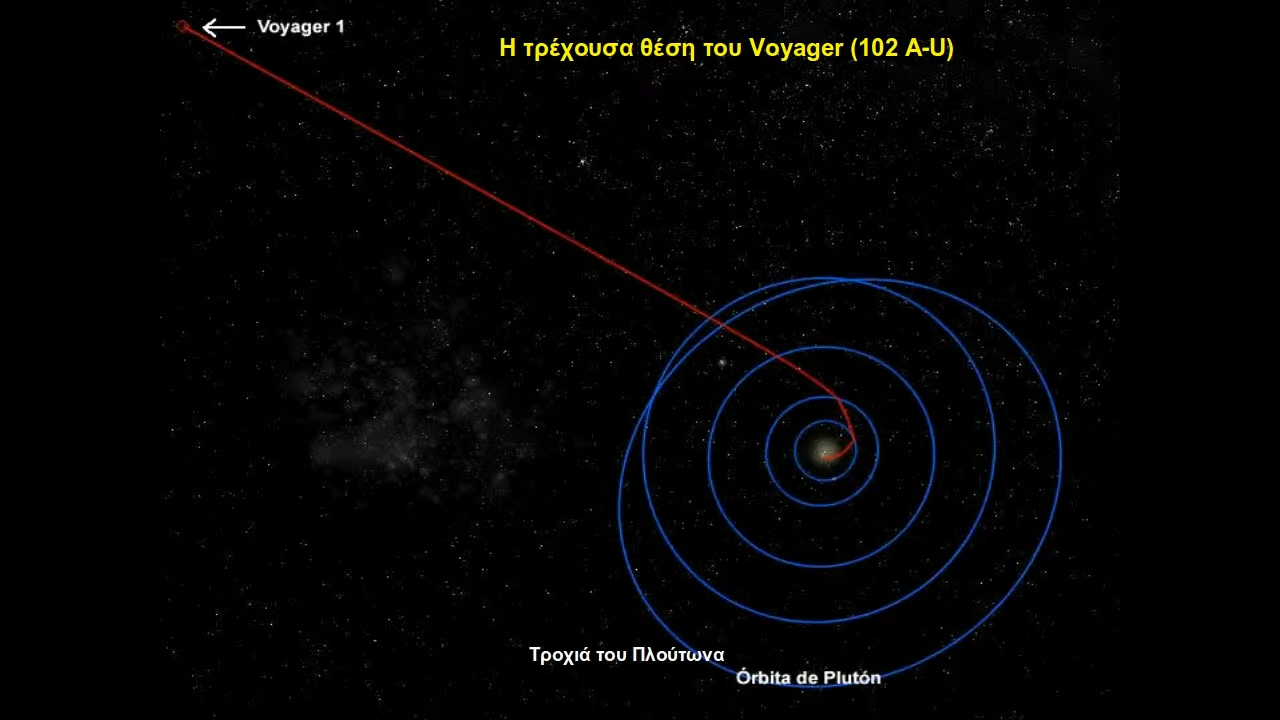 Voyager 1
Η τρέχουσα θέση του Voyager (102 A-U)
Τροχιά του Πλούτωνα
Órbita de Plutón